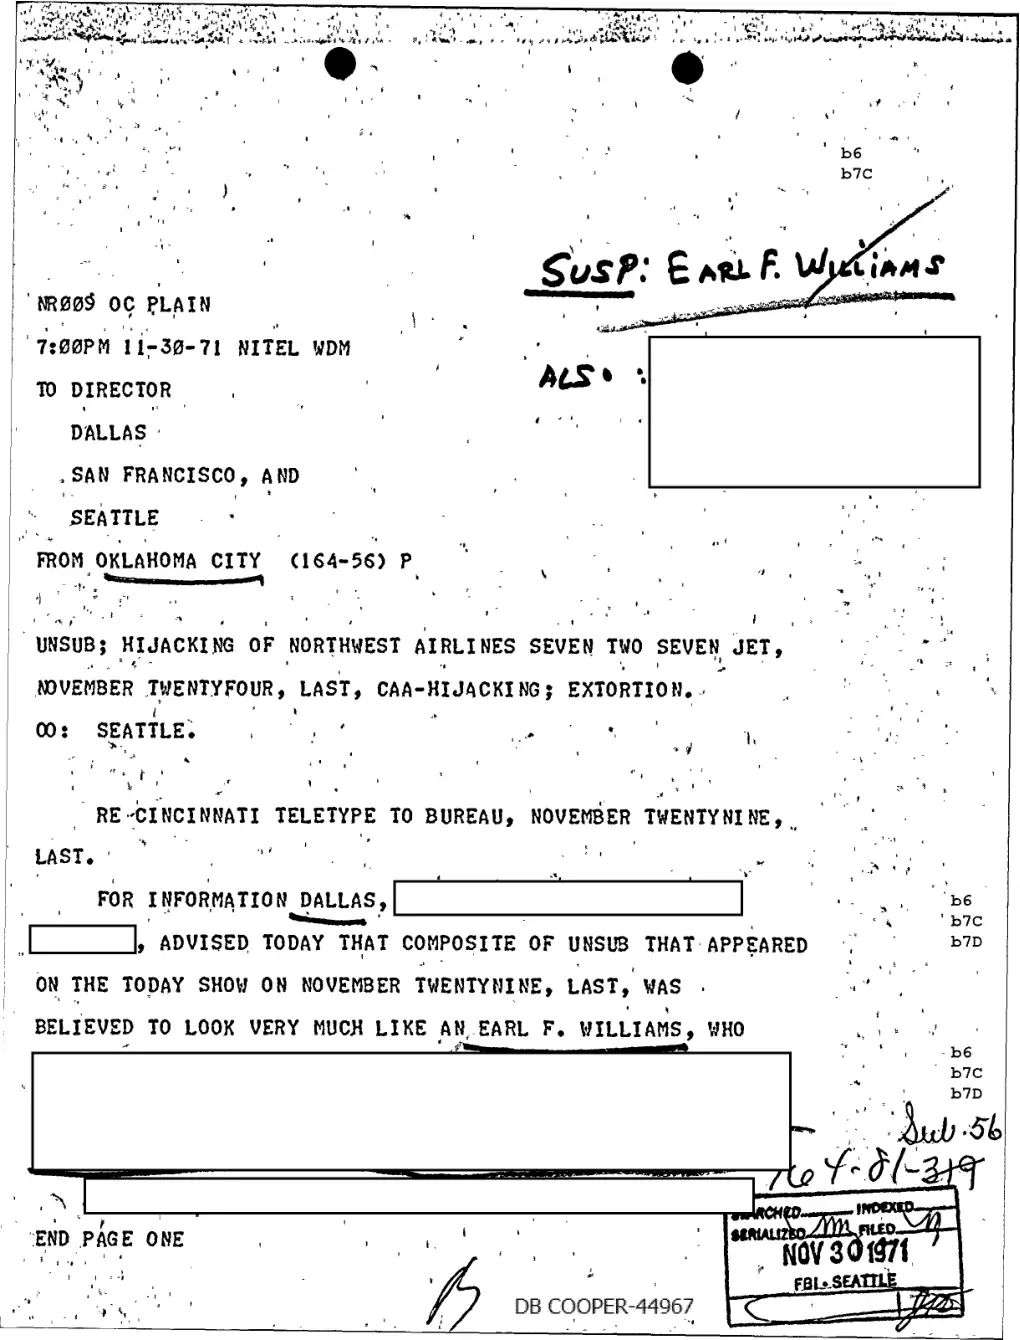 b6
b7C
SUSP: EARL F. WILLIAMS
NR009 OC PLAIN
7:00PM 11-30-71 NITEL WDM
ALSO :
TO DIRECTOR
DALLAS
SAN FRANCISCO, AND
SEATTLE
FROM OKLAHOMA CITY (164-56) P
UNSUB; HIJACKING OF NORTHWEST AIRLINES SEVEN TWO SEVEN JET,
NOVEMBER TWENTYFOUR, LAST, CAA-HIJACKING; EXTORTION.
OO: SEATTLE.
RE CINCINNATI TELETYPE TO BUREAU, NOVEMBER TWENTYNINE,
LAST.
FOR INFORMATION DALLAS,
b6
b7C
b7D
, ADVISED TODAY THAT COMPOSITE OF UNSUB THAT APPEARED
ON THE TODAY SHOW ON NOVEMBER TWENTYNINE, LAST, WAS
BELIEVED TO LOOK VERY MUCH LIKE AN EARL F. WILLIAMS, WHO
b6
b7C
b7D
Sub.56
164-81-319
SEARCHED INDEXED
SERIALIZED FILED
NOV 30 1971
FBI - SEATTLE
END PAGE ONE
DB COOPER-44967